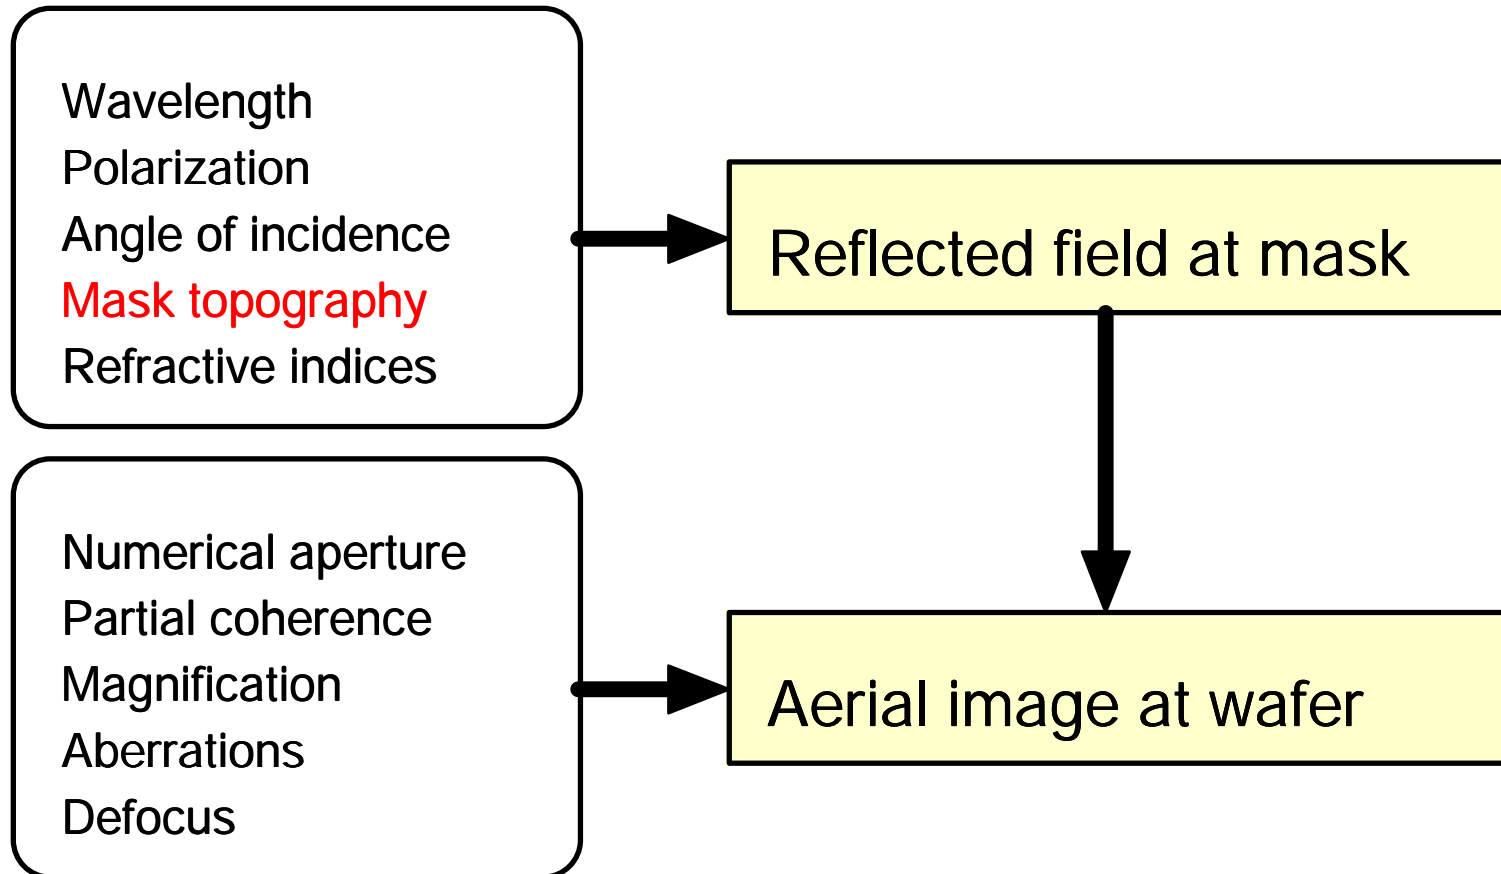 Wavelength
Polarization
Angle of incidence
Mask topography
Refractive indices
Reflected field at mask
Numerical aperture
Partial coherence
Magnification
Aberrations
Defocus
Aerial image at wafer